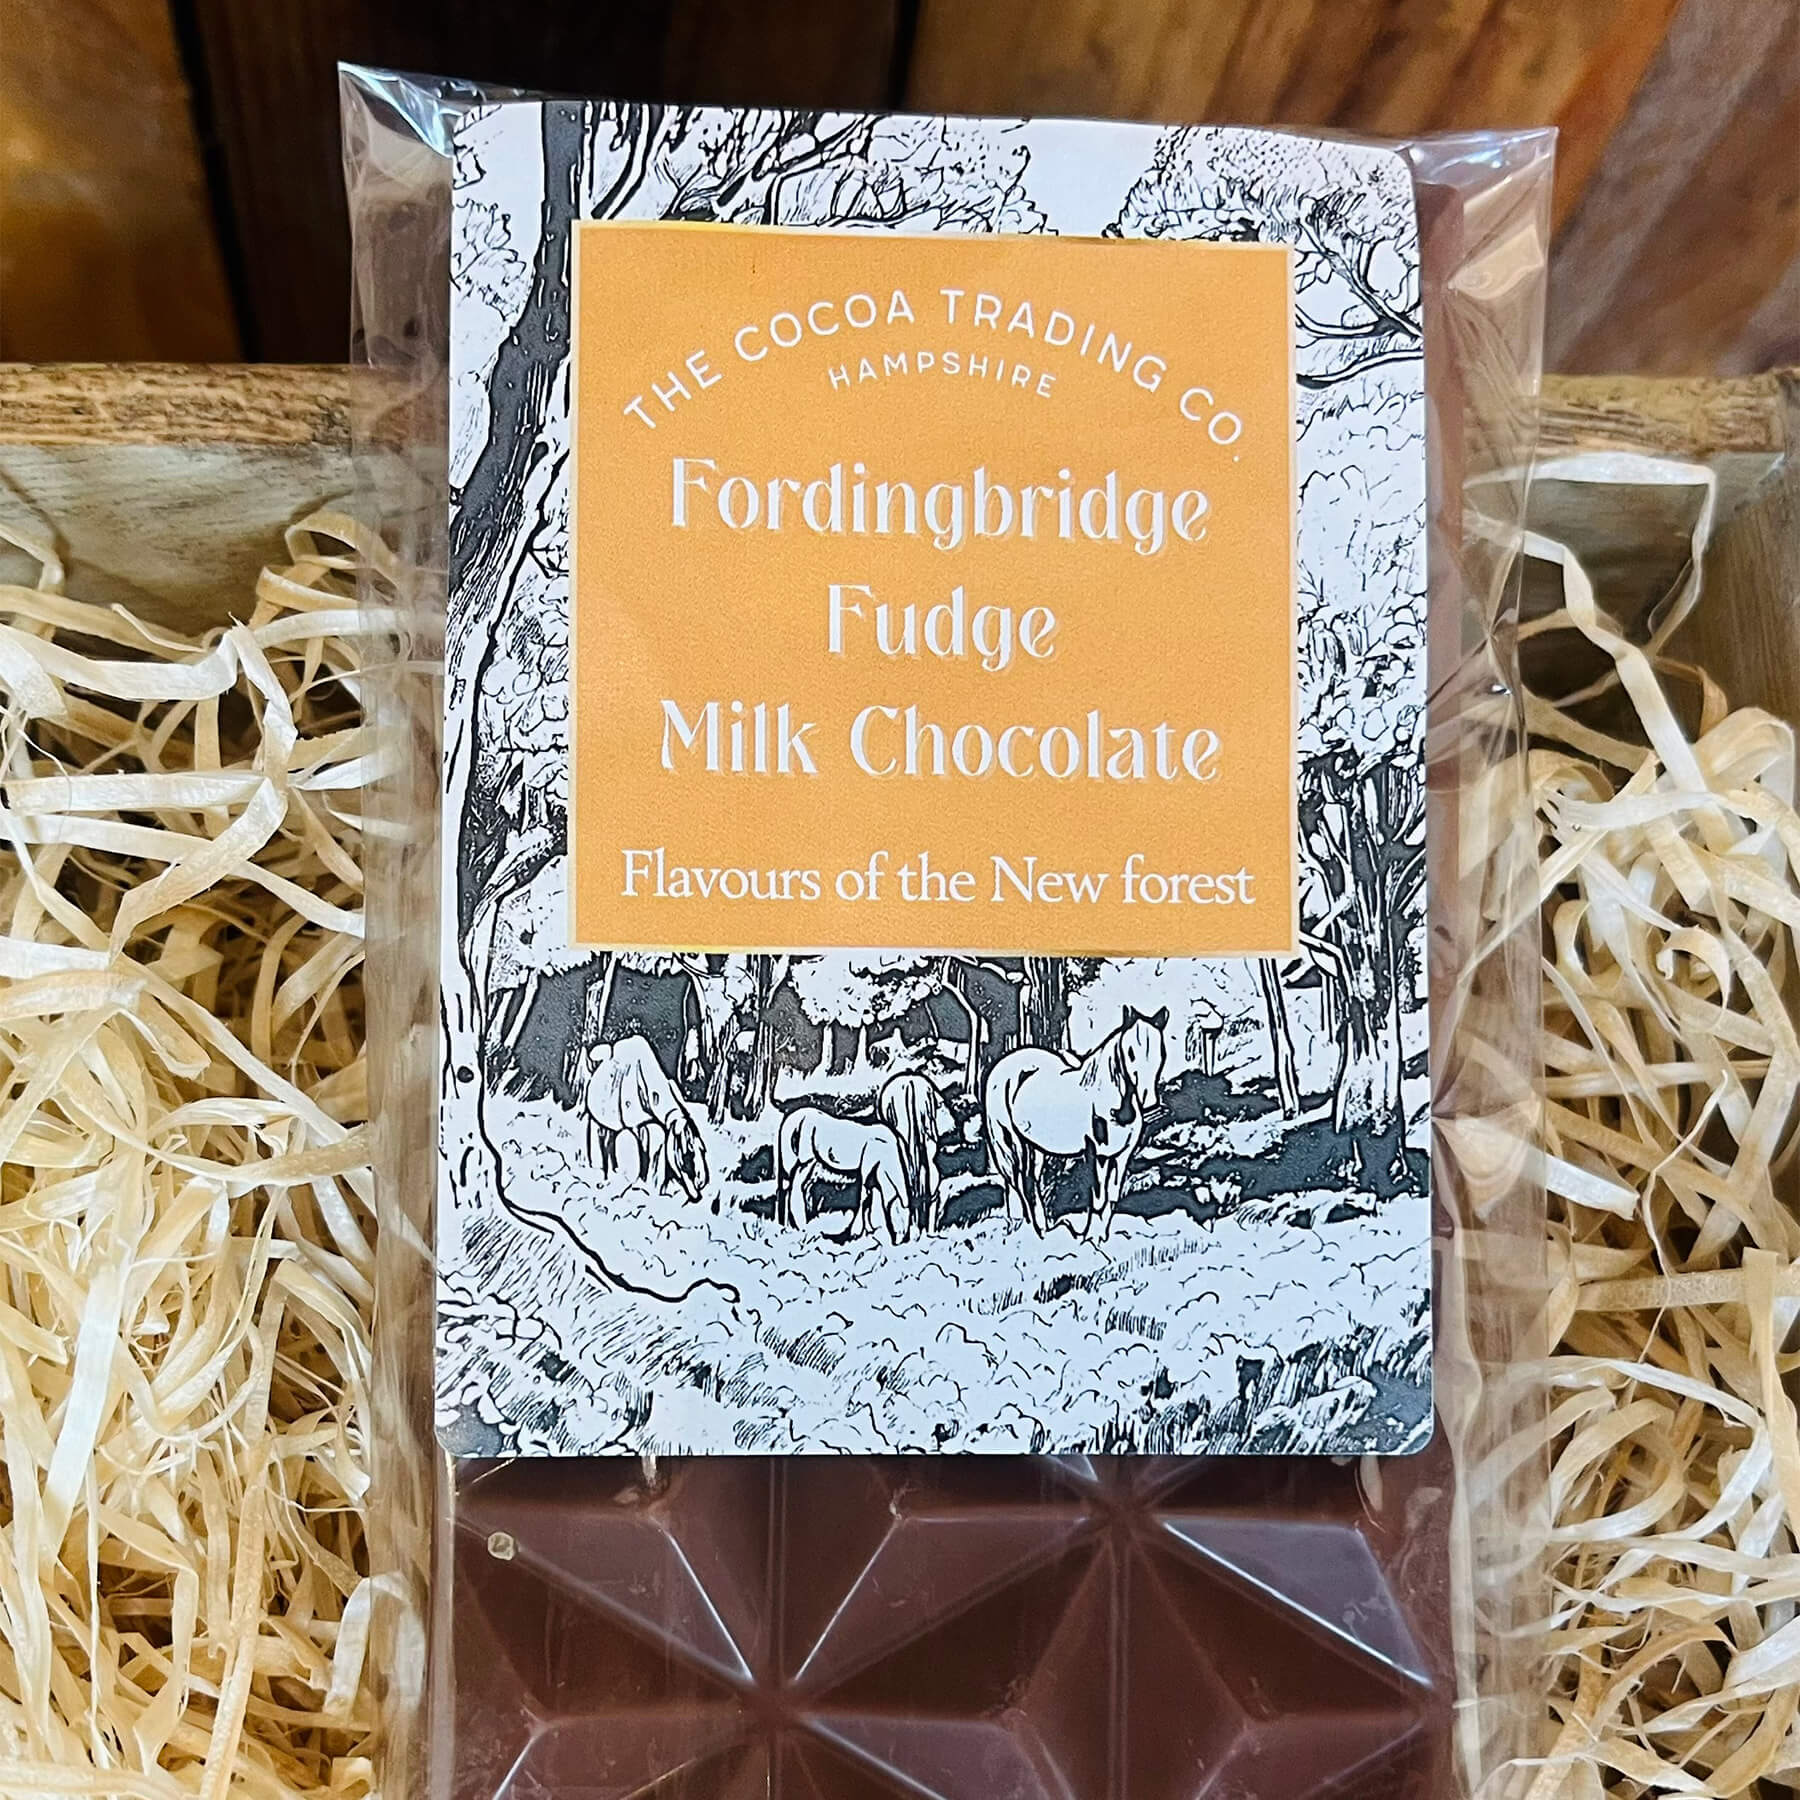 THE COCOA TRADING CO.
HAMPSHIRE
Fordingbridge
Fudge
Milk Chocolate
Flavours of the New forest